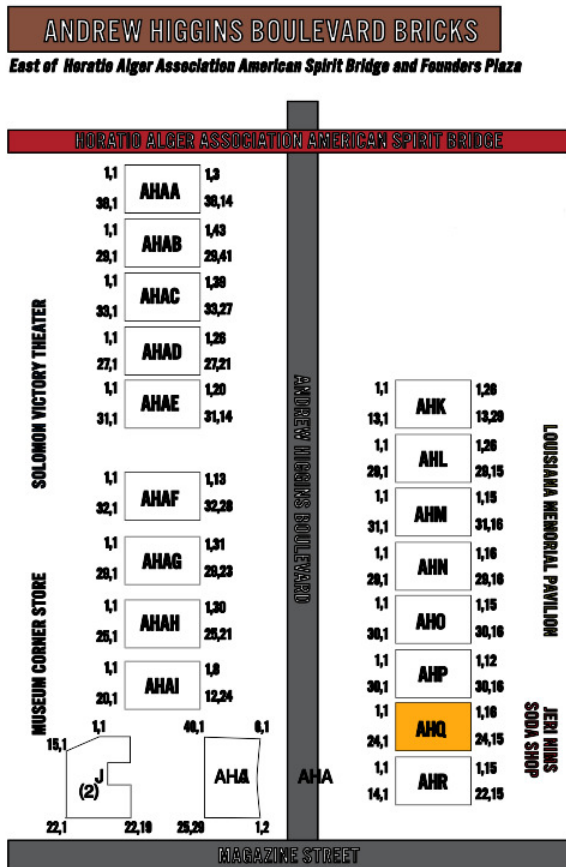 ANDREW HIGGINS BOULEVARD BRICKS
East of Horatio Alger Association American Spirit Bridge and Founders Plaza
HORATIO ALGER ASSOCIATION AMERICAN SPIRIT BRIDGE
1,1 AHAA 1,3
38,1 38,14
1,1 AHAB 1,43
29,1 29,41
1,1 AHAC 1,39
33,1 33,27
1,1 AHAD 1,26
27,1 27,21
1,1 AHAE 1,20
31,1 31,14
1,1 AHAF 1,13
32,1 32,28
1,1 AHAG 1,31
29,1 29,23
1,1 AHAH 1,30
25,1 25,21
1,1 AHAI 1,8
20,1 12,24
SOLOMON VICTORY THEATER
MUSEUM CORNER STORE
1,1
15,1
J
(2)
22,1 22,19
40,1 6,1
25,29 1,2
AHA
ANDREW HIGGINS BOULEVARD
1,1 AHK 1,26
13,1 13,29
1,1 AHL 1,26
29,1 29,15
1,1 AHM 1,15
31,1 31,16
1,1 AHN 1,16
29,1 29,16
1,1 AHO 1,15
30,1 30,16
1,1 AHP 1,12
30,1 30,16
1,1 AHQ 1,16
24,1 24,15
1,1 AHR 1,15
14,1 22,15
LOUISIANA MEMORIAL PAVILION
JERI NIMS
SODA SHOP
MAGAZINE STREET